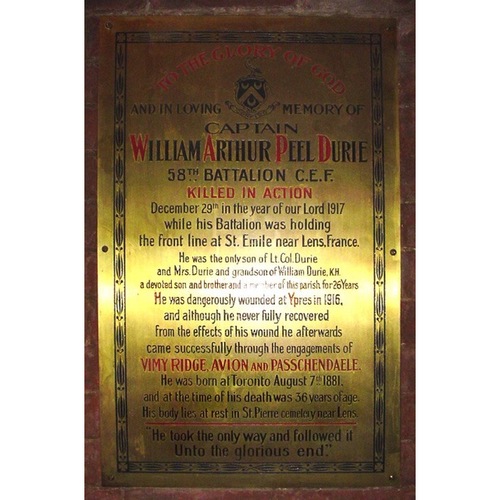 TO THE GLORY OF GOD
AND IN LOVING MEMORY OF
CAPTAIN
WILLIAM ARTHUR PEEL DURIE
58TH BATTALION C.E.F.
KILLED IN ACTION
December 29th in the year of our Lord 1917
while his Battalion was holding
the front line at St. Emile near Lens, France.
He was the only son of Lt. Col. Durie
and Mrs. Durie and grandson of William Durie, K.H.
a devoted son and brother and a member of this parish for 26 Years
He was dangerously wounded at Ypres in 1916,
and although he never fully recovered
from the effects of his wound he afterwards
came successfully through the engagements of
VIMY RIDGE, AVION AND PASSCHENDAELE.
He was born at Toronto August 7th 1881,
and at the time of his death was 36 years of age.
His body lies at rest in St. Pierre cemetery near Lens.
"He took the only way and followed it
Unto the glorious end."